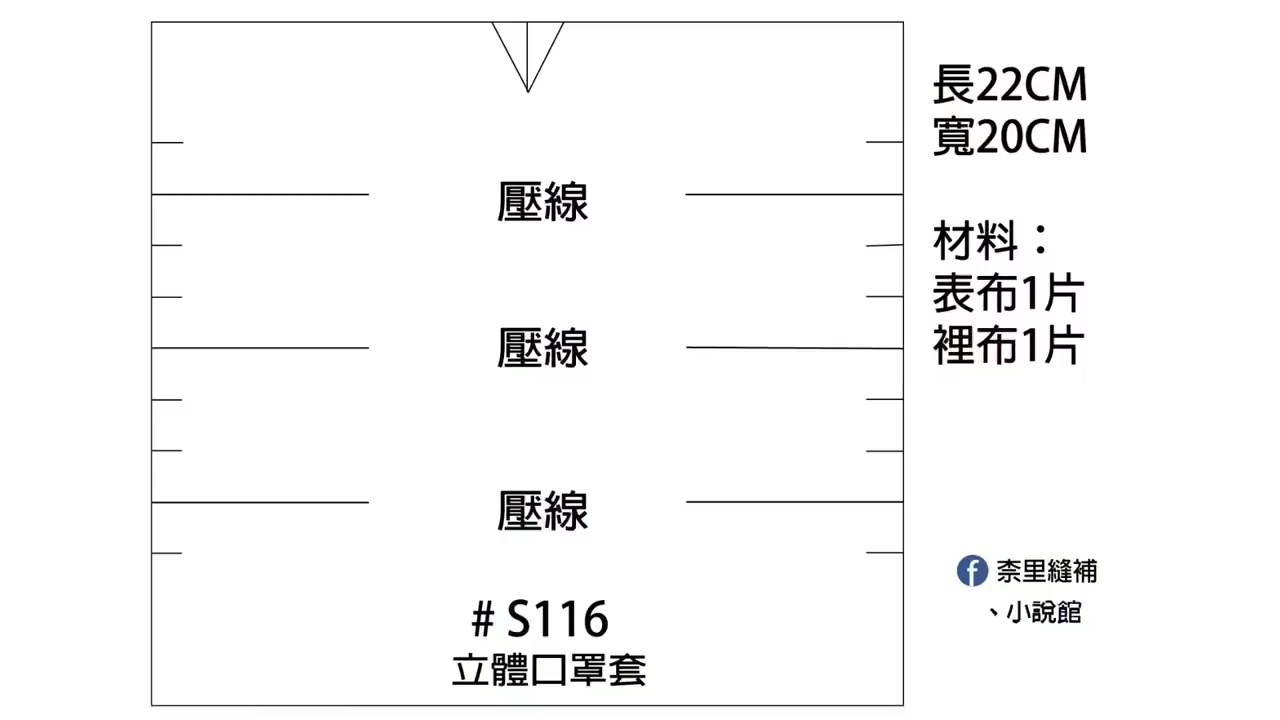 長22CM
寬20CM
材料：
表布1片
裡布1片
壓線
壓線
壓線
# S116
立體口罩套
f 柰里縫補
、小說館